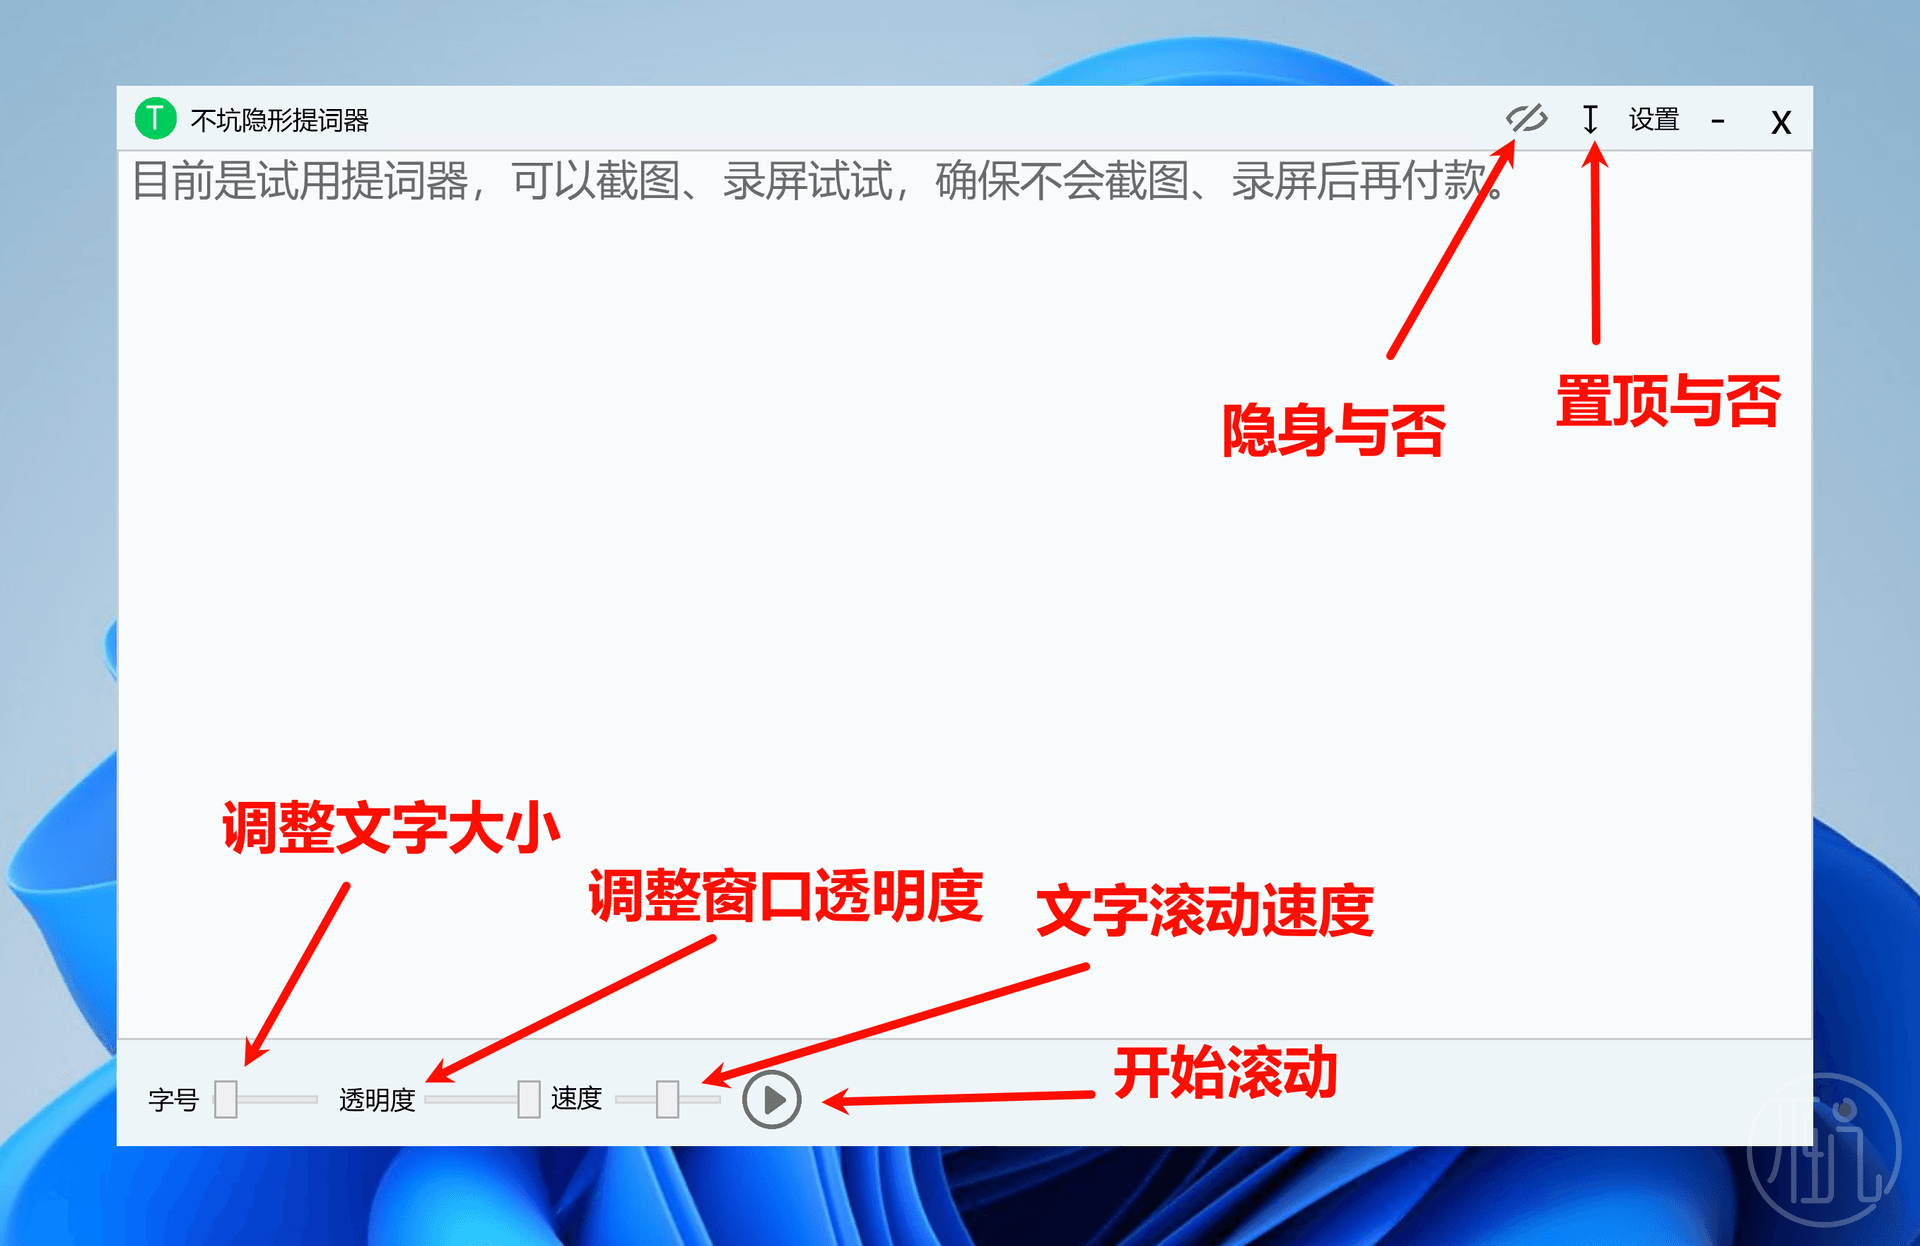 T 不坑隐形提词器 设置 - X
目前是试用提词器，可以截图、录屏试试，确保不会截图、录屏后再付款。
隐身与否
置顶与否
调整文字大小
调整窗口透明度
文字滚动速度
开始滚动
字号 透明度 速度